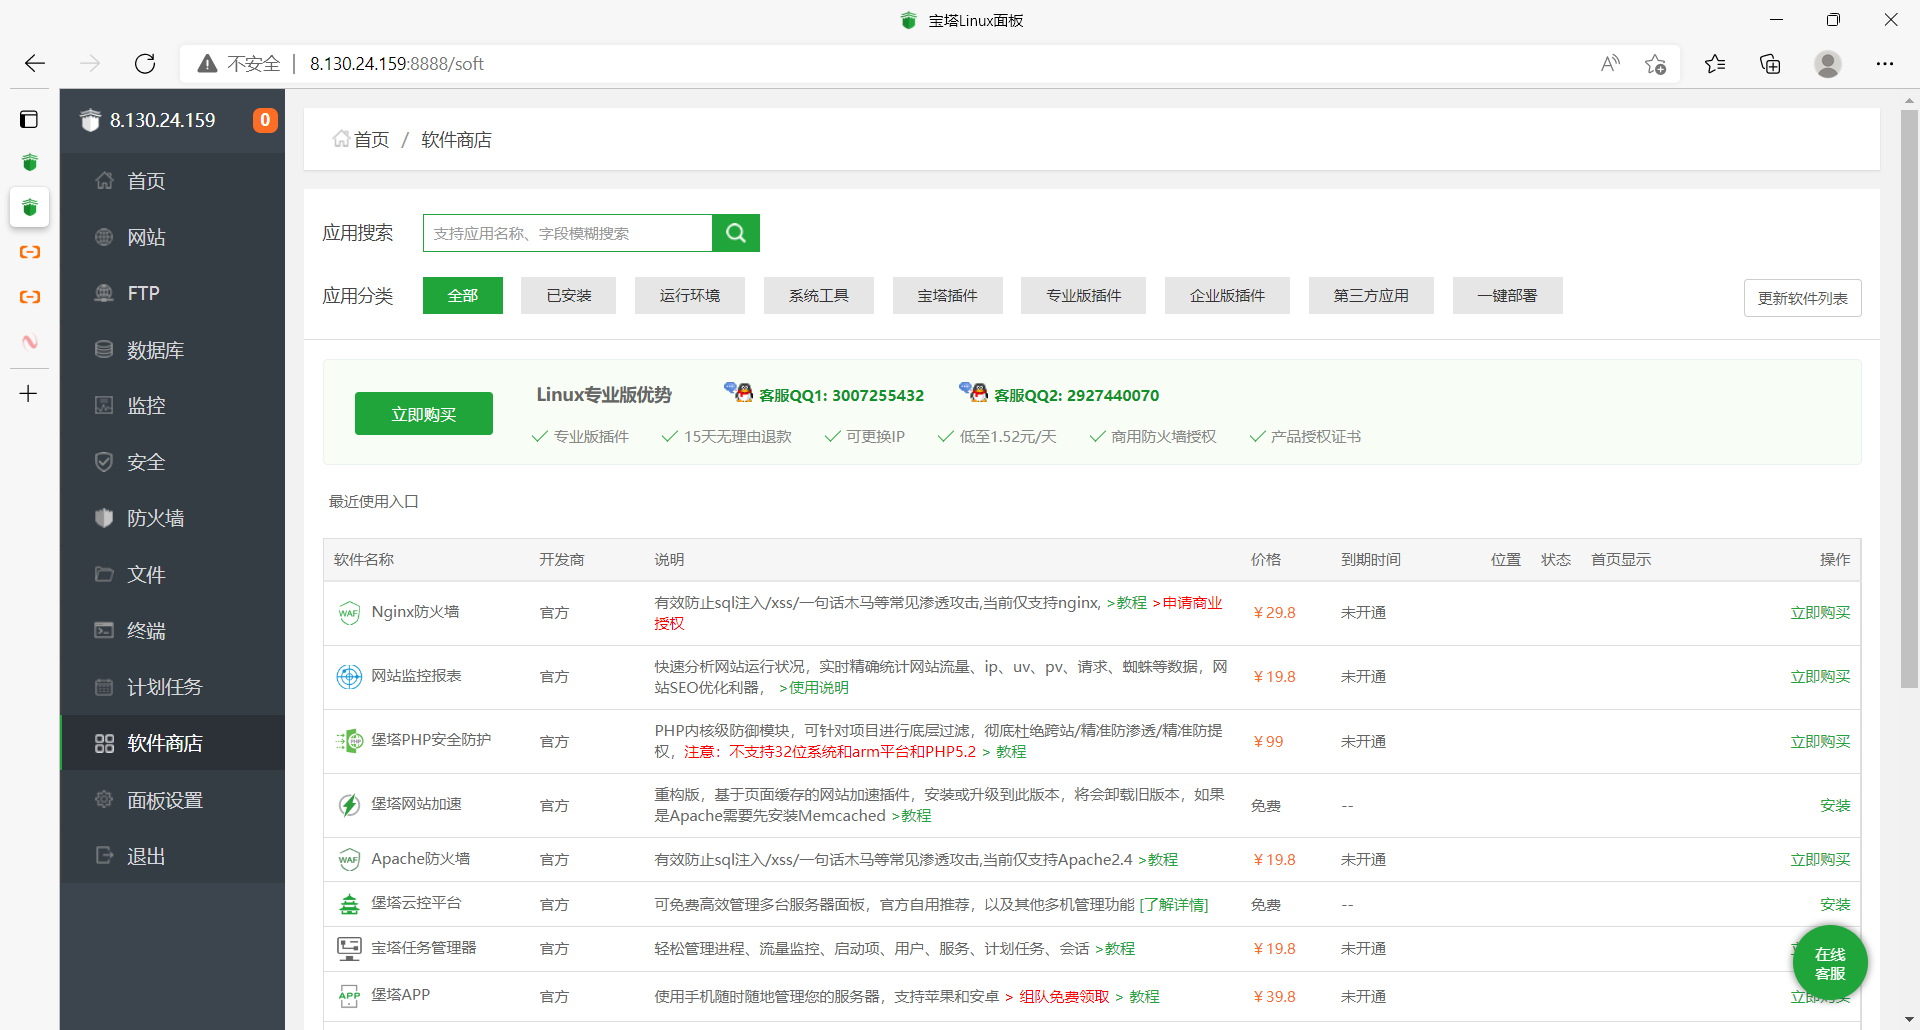 宝塔Linux面板
不安全 8.130.24.159:8888/soft
8.130.24.159 0
首页
网站
FTP
数据库
监控
安全
防火墙
文件
终端
计划任务
软件商店
面板设置
退出
首页 / 软件商店
应用搜索 支持应用名称、字段模糊搜索
应用分类 全部 已安装 运行环境 系统工具 宝塔插件 专业版插件 企业版插件 第三方应用 一键部署 更新软件列表
立即购买
Linux专业版优势 客服QQ1: 3007255432 客服QQ2: 2927440070
专业版插件 15天无理由退款 可更换IP 低至1.52元/天 商用防火墙授权 产品授权证书
最近使用入口
软件名称 开发商 说明 价格 到期时间 位置 状态 首页显示 操作
Nginx防火墙 官方 有效防止sql注入/xss/一句话木马等常见渗透攻击,当前仅支持nginx, >教程 >申请商业
授权 ￥29.8 未开通 立即购买
网站监控报表 官方 快速分析网站运行状况，实时精确统计网站流量、ip、uv、pv、请求、蜘蛛等数据，网
站SEO优化利器， >使用说明 ￥19.8 未开通 立即购买
堡塔PHP安全防护 官方 PHP内核级防御模块，可针对项目进行底层过滤，彻底杜绝跨站/精准防渗透/精准防提
权，注意：不支持32位系统和arm平台和PHP5.2 > 教程 ￥99 未开通 立即购买
堡塔网站加速 官方 重构版，基于页面缓存的网站加速插件，安装或升级到此版本，将会卸载旧版本，如果
是Apache需要先安装Memcached >教程 免费 -- 安装
Apache防火墙 官方 有效防止sql注入/xss/一句话木马等常见渗透攻击,当前仅支持Apache2.4 >教程 ￥19.8 未开通 立即购买
堡塔云控平台 官方 可免费高效管理多台服务器面板，官方自用推荐，以及其他多机管理功能 [了解详情] 免费 -- 安装
宝塔任务管理器 官方 轻松管理进程、流量监控、启动项、用户、服务、计划任务、会话 >教程 ￥19.8 未开通
堡塔APP 官方 使用手机随时随地管理您的服务器，支持苹果和安卓 > 组队免费领取 > 教程 ￥39.8 未开通
在线
客服